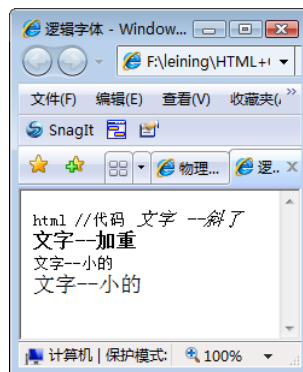 逻辑字体 - Window...
F:\leining\HTML+
文件(F) 编辑(E) 查看(V) 收藏夹( »
SnagIt
物理... 逻.. X
html //代码 文字 --斜了
文字--加重
文字--小的
文字--小的
计算机 | 保护模式: 100%